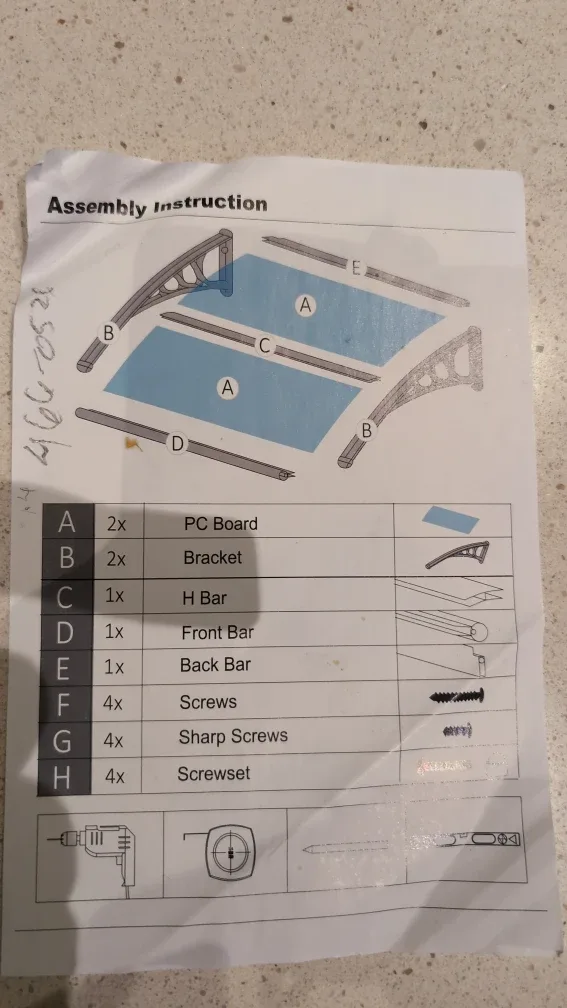 Assembly Instruction
E
A
B
C
A
B
D
A 2x PC Board
B 2x Bracket
C 1x H Bar
D 1x Front Bar
E 1x Back Bar
F 4x Screws
G 4x Sharp Screws
H 4x Screwset